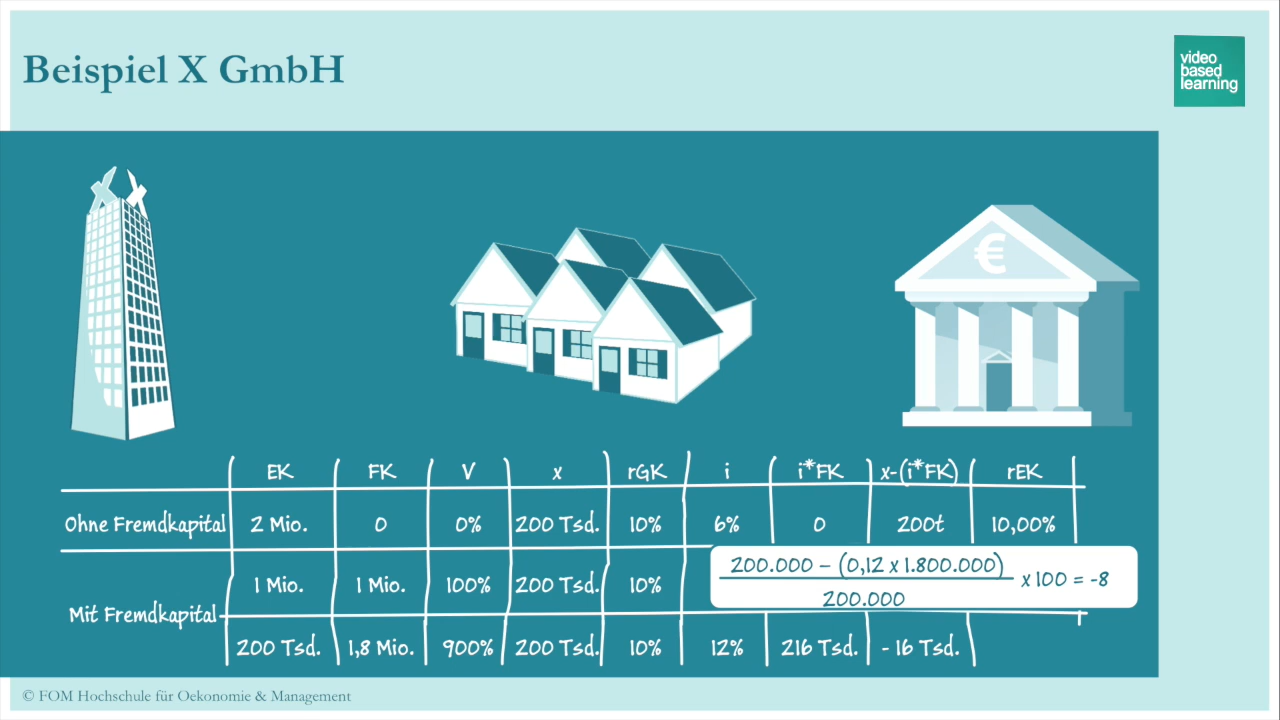 Beispiel X GmbH
video
based
learning
€
EK FK V x rGK i i*FK x-(i*FK) rEK
Ohne Fremdkapital 2 Mio. 0 0% 200 Tsd. 10% 6% 0 200t 10,00%
Mit Fremdkapital
1 Mio. 1 Mio. 100% 200 Tsd. 10%
200.000 – (0,12 x 1.800.000)
200.000
x 100 = -8
200 Tsd. 1,8 Mio. 900% 200 Tsd. 10% 12% 216 Tsd. - 16 Tsd.
© FOM Hochschule für Oekonomie & Management